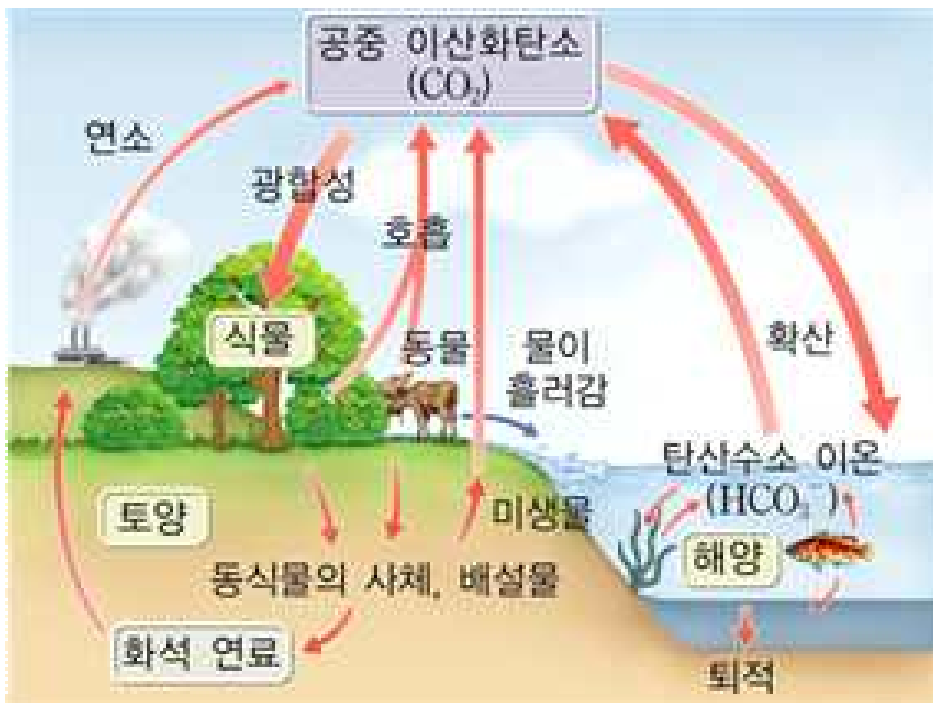 공중 이산화탄소
(CO₂)
연소
광합성
호흡
식물
동물
물이
흘러감
확산
탄산수소 이온
(HCO₃⁻)
토양
미생물
해양
동식물의 사체, 배설물
화석 연료
퇴적